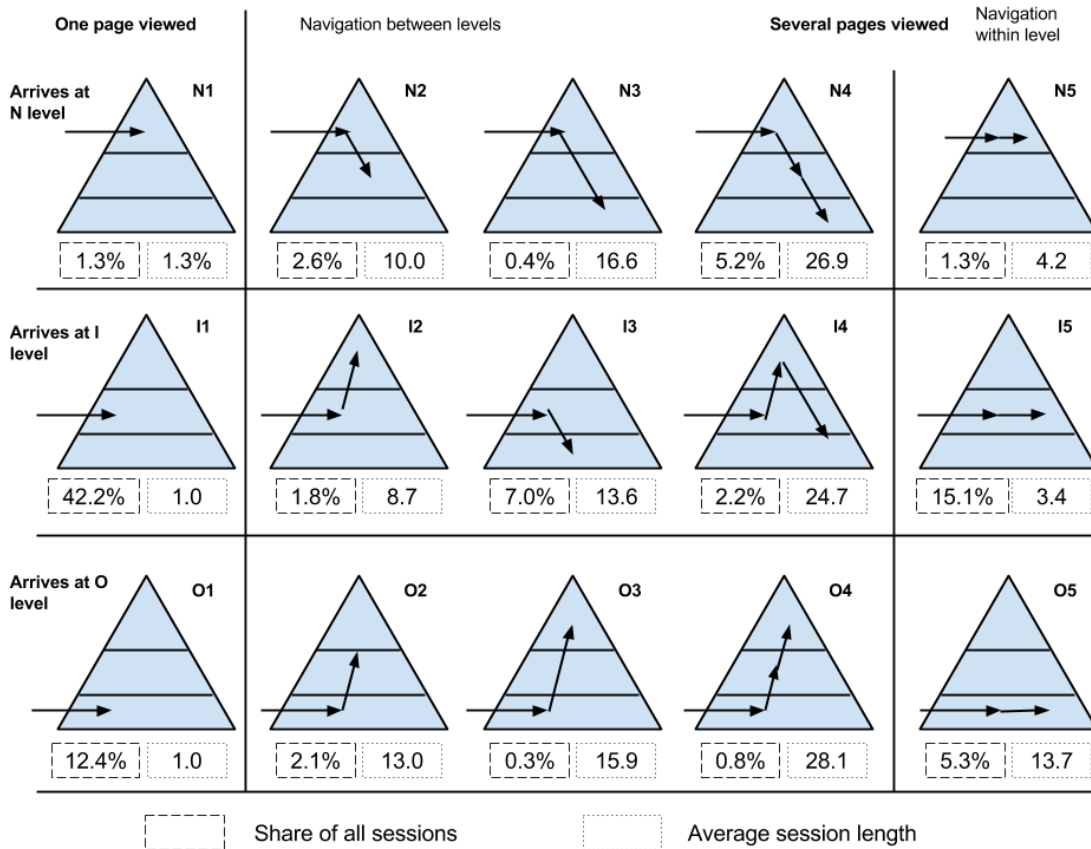 One page viewed
Navigation between levels
Several pages viewed
Navigation
within level
Arrives at
N level
N1
N2
N3
N4
N5
1.3% 1.3%
2.6% 10.0
0.4% 16.6
5.2% 26.9
1.3% 4.2
Arrives at I
level
I1
I2
I3
I4
I5
42.2% 1.0
1.8% 8.7
7.0% 13.6
2.2% 24.7
15.1% 3.4
Arrives at O
level
O1
O2
O3
O4
O5
12.4% 1.0
2.1% 13.0
0.3% 15.9
0.8% 28.1
5.3% 13.7
Share of all sessions
Average session length